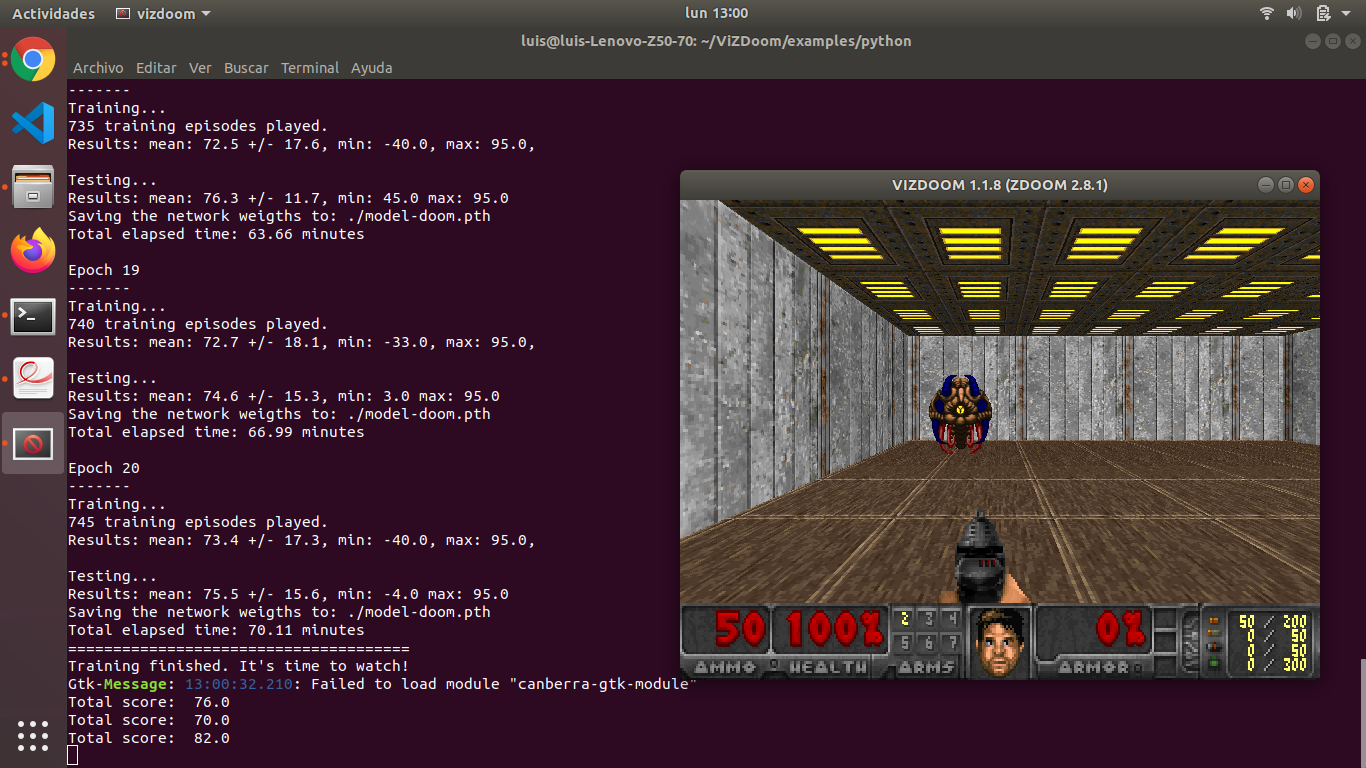 Actividades vizdoom lun 13:00
luis@luis-Lenovo-Z50-70: ~/ViZDoom/examples/python
Archivo Editar Ver Buscar Terminal Ayuda
-------
Training...
735 training episodes played.
Results: mean: 72.5 +/- 17.6, min: -40.0, max: 95.0,
Testing...
Results: mean: 76.3 +/- 11.7, min: 45.0 max: 95.0
Saving the network weigths to: ./model-doom.pth
Total elapsed time: 63.66 minutes
Epoch 19
-------
Training...
740 training episodes played.
Results: mean: 72.7 +/- 18.1, min: -33.0, max: 95.0,
Testing...
Results: mean: 74.6 +/- 15.3, min: 3.0 max: 95.0
Saving the network weigths to: ./model-doom.pth
Total elapsed time: 66.99 minutes
Epoch 20
-------
Training...
745 training episodes played.
Results: mean: 73.4 +/- 17.3, min: -40.0, max: 95.0,
Testing...
Results: mean: 75.5 +/- 15.6, min: -4.0 max: 95.0
Saving the network weigths to: ./model-doom.pth
Total elapsed time: 70.11 minutes
======================================
Training finished. It's time to watch!
Gtk-Message: 13:00:32.210: Failed to load module "canberra-gtk-module"
Total score:  76.0
Total score:  70.0
Total score:  82.0
VIZDOOM 1.1.8 (ZDOOM 2.8.1)
50 100% 2 3 4 0%
5 6 7
AMMO HEALTH ARMS ARMOR
50 / 200
0 / 50
0 / 50
0 / 300